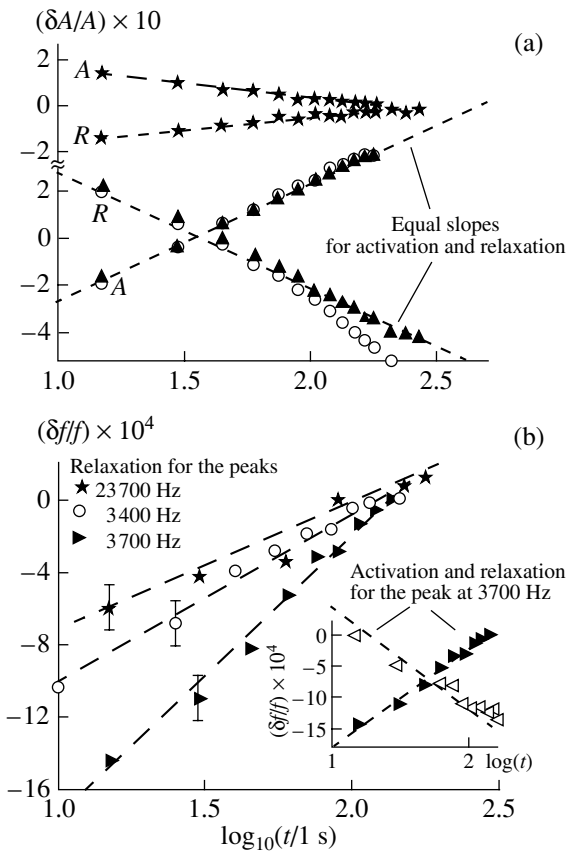 (δA/A) × 10
(a)
2
0
−2
2
0
−2
−4
A
R
R
A
Equal slopes
for activation and relaxation
1.0 1.5 2.0 2.5
(δf/f) × 10⁴
(b)
0
−4
−8
−12
−16
Relaxation for the peaks
23700 Hz
3400 Hz
3700 Hz
Activation and relaxation
for the peak at 3700 Hz
(δf/f) × 10⁴
0
−5
−10
−15
1 2 log(t)
1.0 1.5 2.0 2.5
log₁₀(t/1 s)